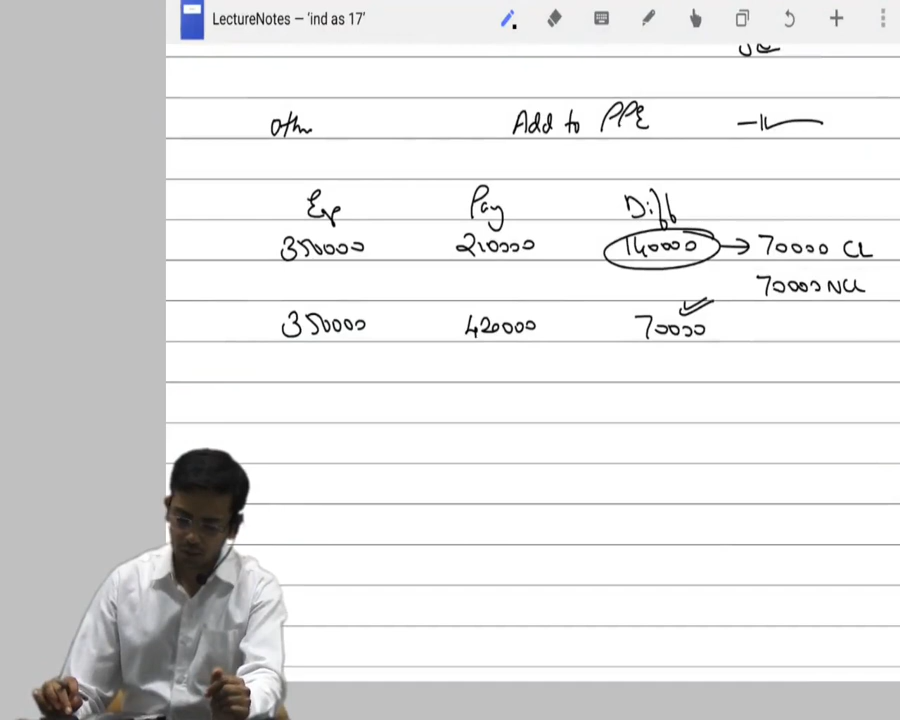 LectureNotes – 'ind as 17'
Othr Add to PPE
Exp Pay Diff
350000 210000 140000 → 70000 CL
70000 NCL
350000 420000 70000